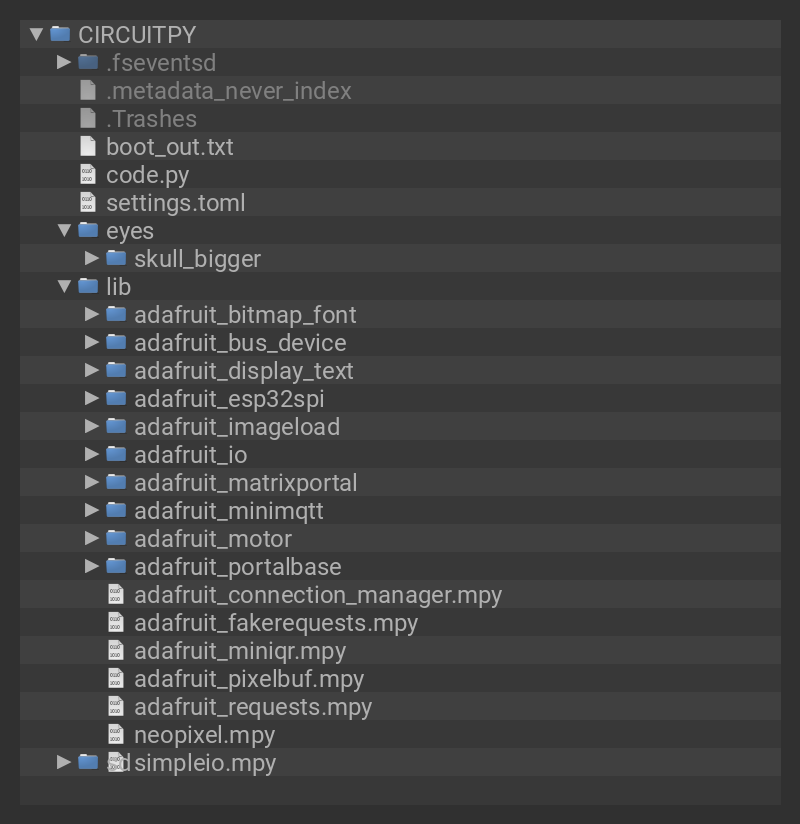 CIRCUITPY
.fseventsd
.metadata_never_index
.Trashes
boot_out.txt
code.py
settings.toml
eyes
skull_bigger
lib
adafruit_bitmap_font
adafruit_bus_device
adafruit_display_text
adafruit_esp32spi
adafruit_imageload
adafruit_io
adafruit_matrixportal
adafruit_minimqtt
adafruit_motor
adafruit_portalbase
adafruit_connection_manager.mpy
adafruit_fakerequests.mpy
adafruit_miniqr.mpy
adafruit_pixelbuf.mpy
adafruit_requests.mpy
neopixel.mpy
sd simpleio.mpy